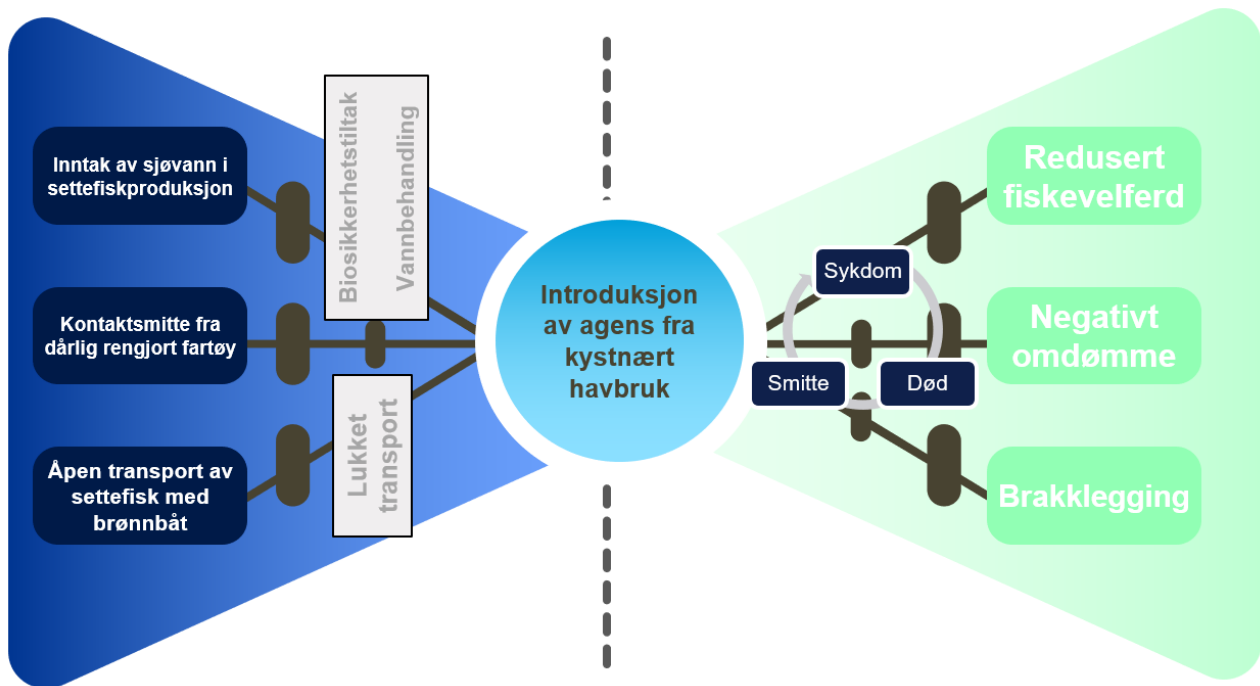 Inntak av sjøvann i
settefiskproduksjon
Kontaktsmitte fra
dårlig rengjort fartøy
Åpen transport av
settefisk med
brønnbåt
Biosikkerhetstiltak
Vannbehandling
Lukket
transport
Introduksjon
av agens fra
kystnært
havbruk
Sykdom
Smitte
Død
Redusert
fiskevelferd
Negativt
omdømme
Brakklegging